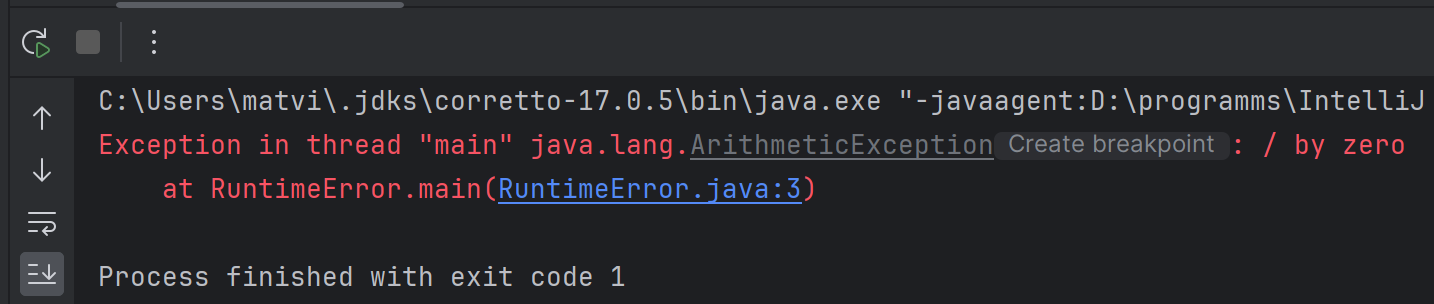 C:\Users\matvi\.jdks\corretto-17.0.5\bin\java.exe "-javaagent:D:\programms\IntelliJ
Exception in thread "main" java.lang.ArithmeticException Create breakpoint : / by zero
    at RuntimeError.main(RuntimeError.java:3)
Process finished with exit code 1